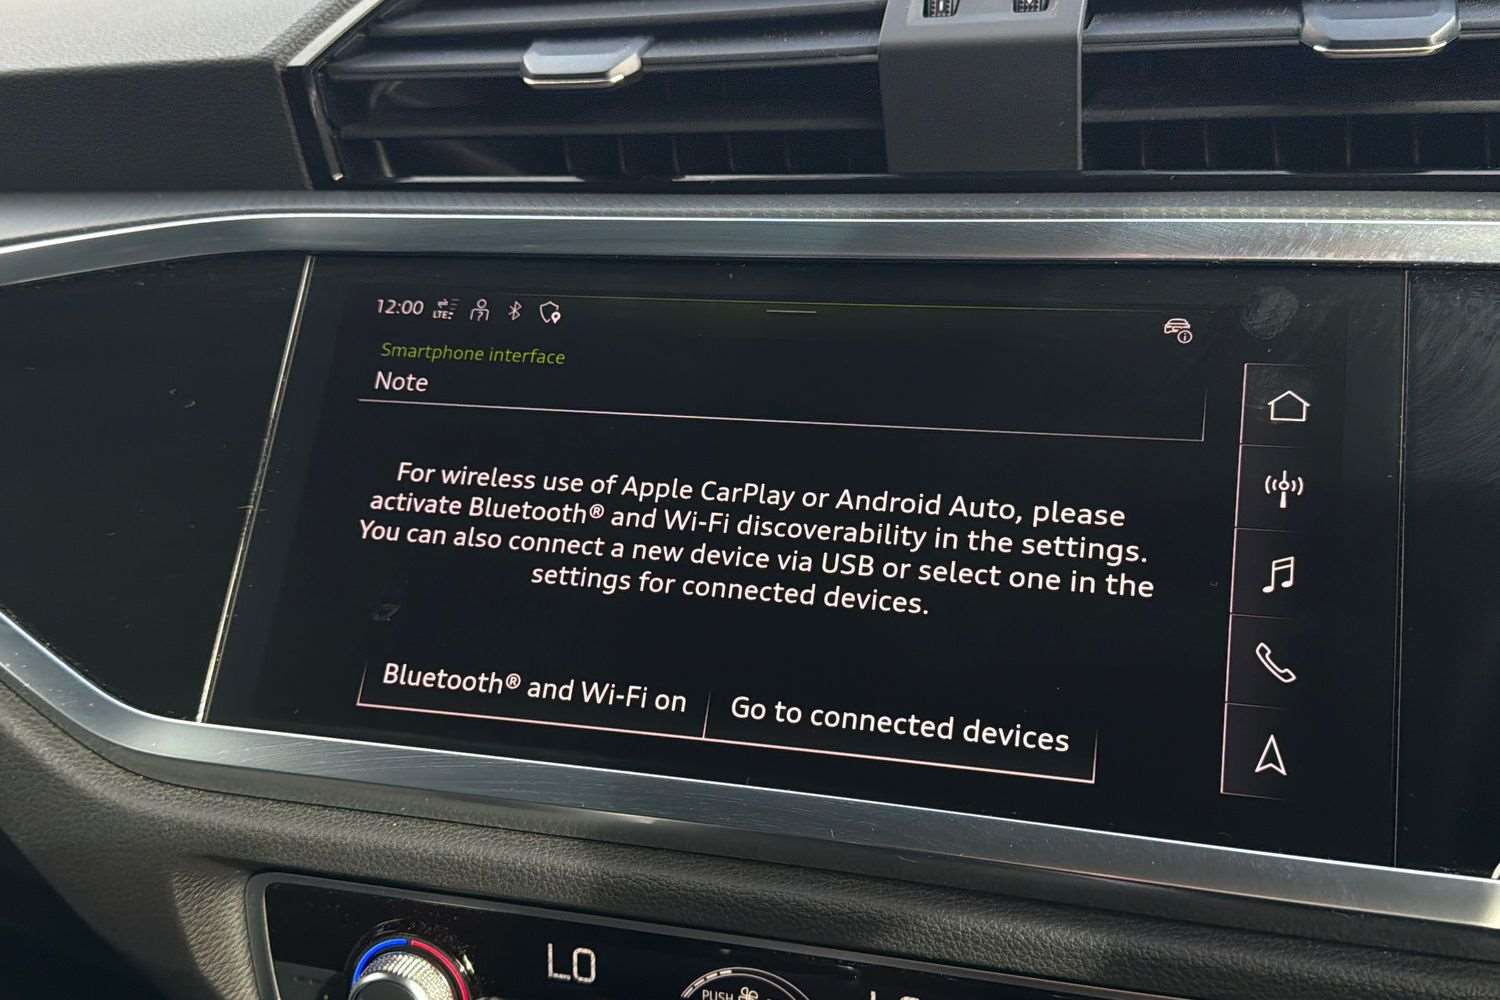 12:00
LTE
Smartphone interface
Note
For wireless use of Apple CarPlay or Android Auto, please
activate Bluetooth® and Wi-Fi discoverability in the settings.
You can also connect a new device via USB or select one in the
settings for connected devices.
Bluetooth® and Wi-Fi on
Go to connected devices
LO
PUSH